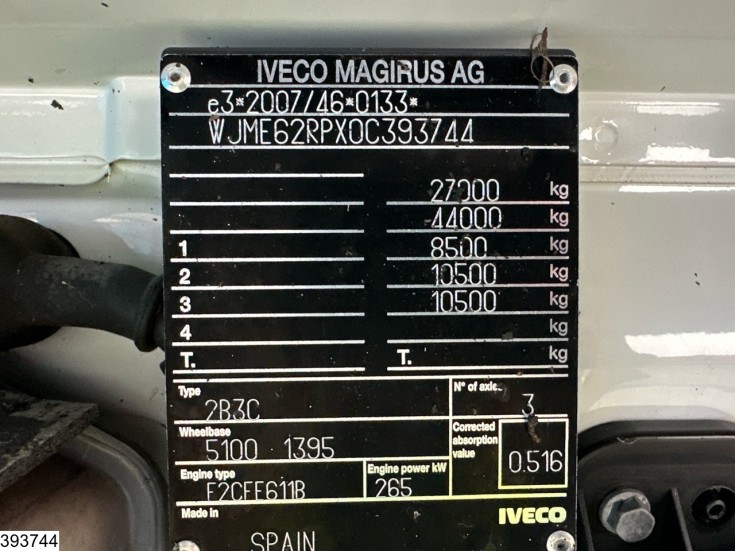 IVECO MAGIRUS AG
e3*2007/46*0133*
WJME62RPX0C393744
27000 kg
44000 kg
1 8500 kg
2 10500 kg
3 10500 kg
4 kg
T. T. kg
Type N° of axles
2B3C 3
Wheelbase Corrected absorption value
5100 1395 0.516
Engine type Engine power kW
F2CFE611B 265
Made in IVECO
SPAIN
393744